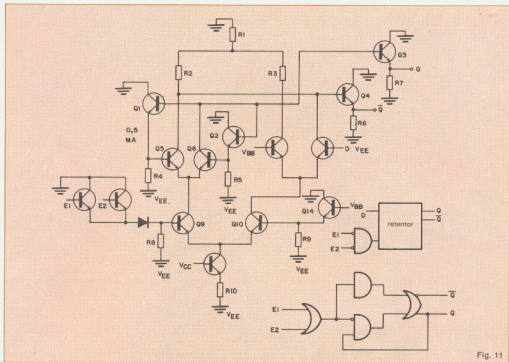 R1
R2
R3
Q3
R7
Q
Q4
Q̅
R6
Q1
Q2
0,5
MA
Q5
Q6
VBB
D
VEE
R4
VEE.
R5
VEE
Q14
VBB
E1
E2
Q9
Q10
R8
VEE
R9
VEE
VCC
R10
VEE
D
E1
E2
retentor
Q
Q̅
E1
E2
Q̅
Q
Fig. 11